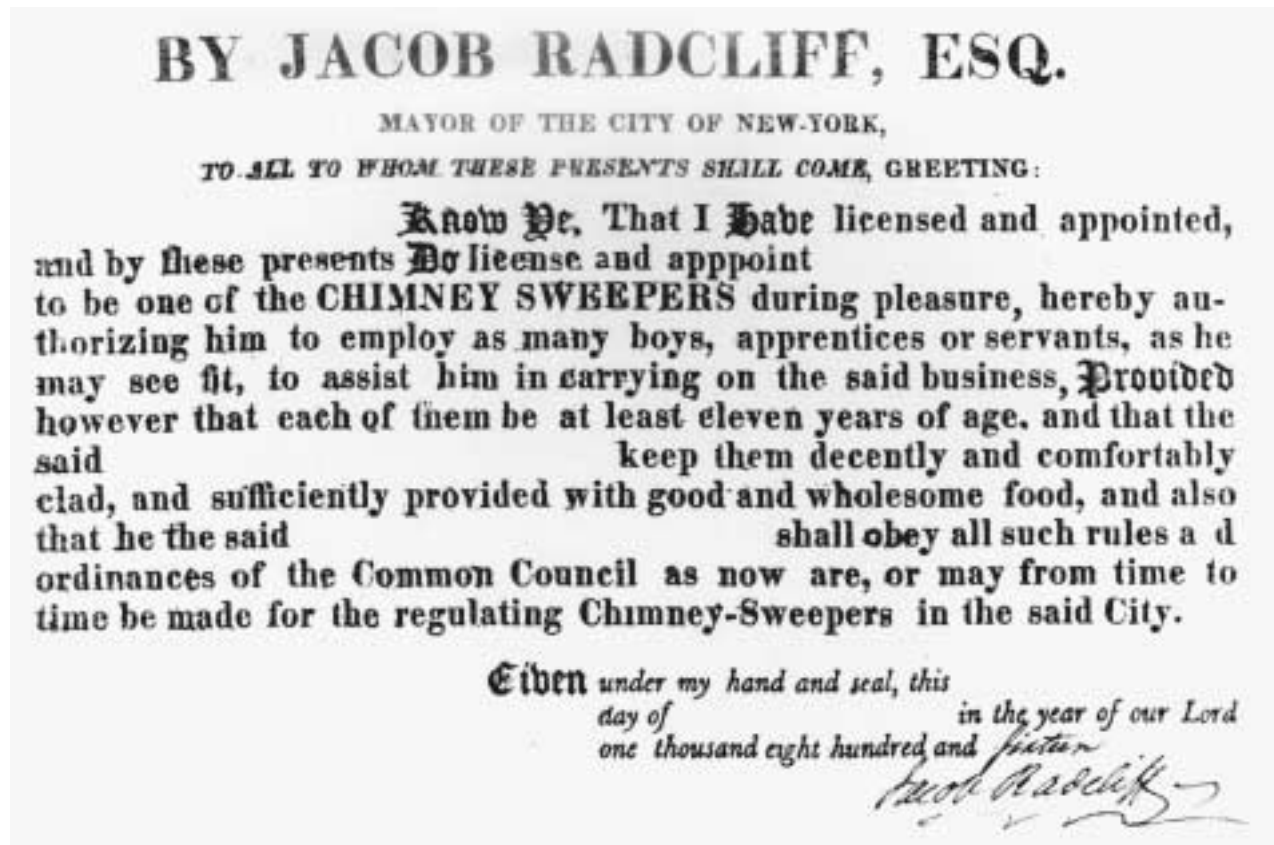 BY JACOB RADCLIFF, ESQ.
MAYOR OF THE CITY OF NEW-YORK,
TO ALL TO WHOM THESE PRESENTS SHALL COME, GREETING:
Know Ye, That I Have licensed and appointed,
and by these presents Do license and apppoint
to be one of the CHIMNEY SWEEPERS during pleasure, hereby au-
thorizing him to employ as many boys, apprentices or servants, as he
may see fit, to assist him in carrying on the said business, Provided
however that each of them be at least eleven years of age. and that the
said keep them decently and comfortably
clad, and sufficiently provided with good and wholesome food, and also
that he the said shall obey all such rules a d
ordinances of the Common Council as now are, or may from time to
time be made for the regulating Chimney-Sweepers in the said City.
Given under my hand and seal, this
day of in the year of our Lord
one thousand eight hundred and sixteen
Jacob Radcliff